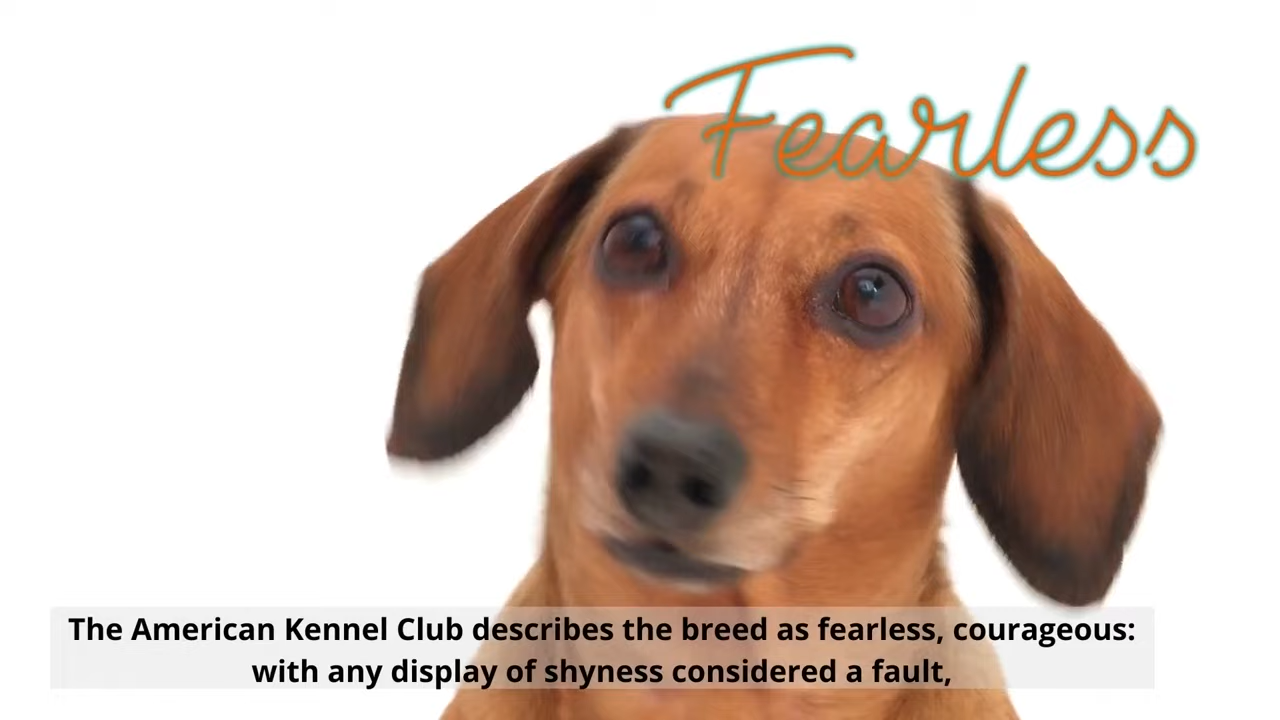 Fearless
The American Kennel Club describes the breed as fearless, courageous:
with any display of shyness considered a fault,